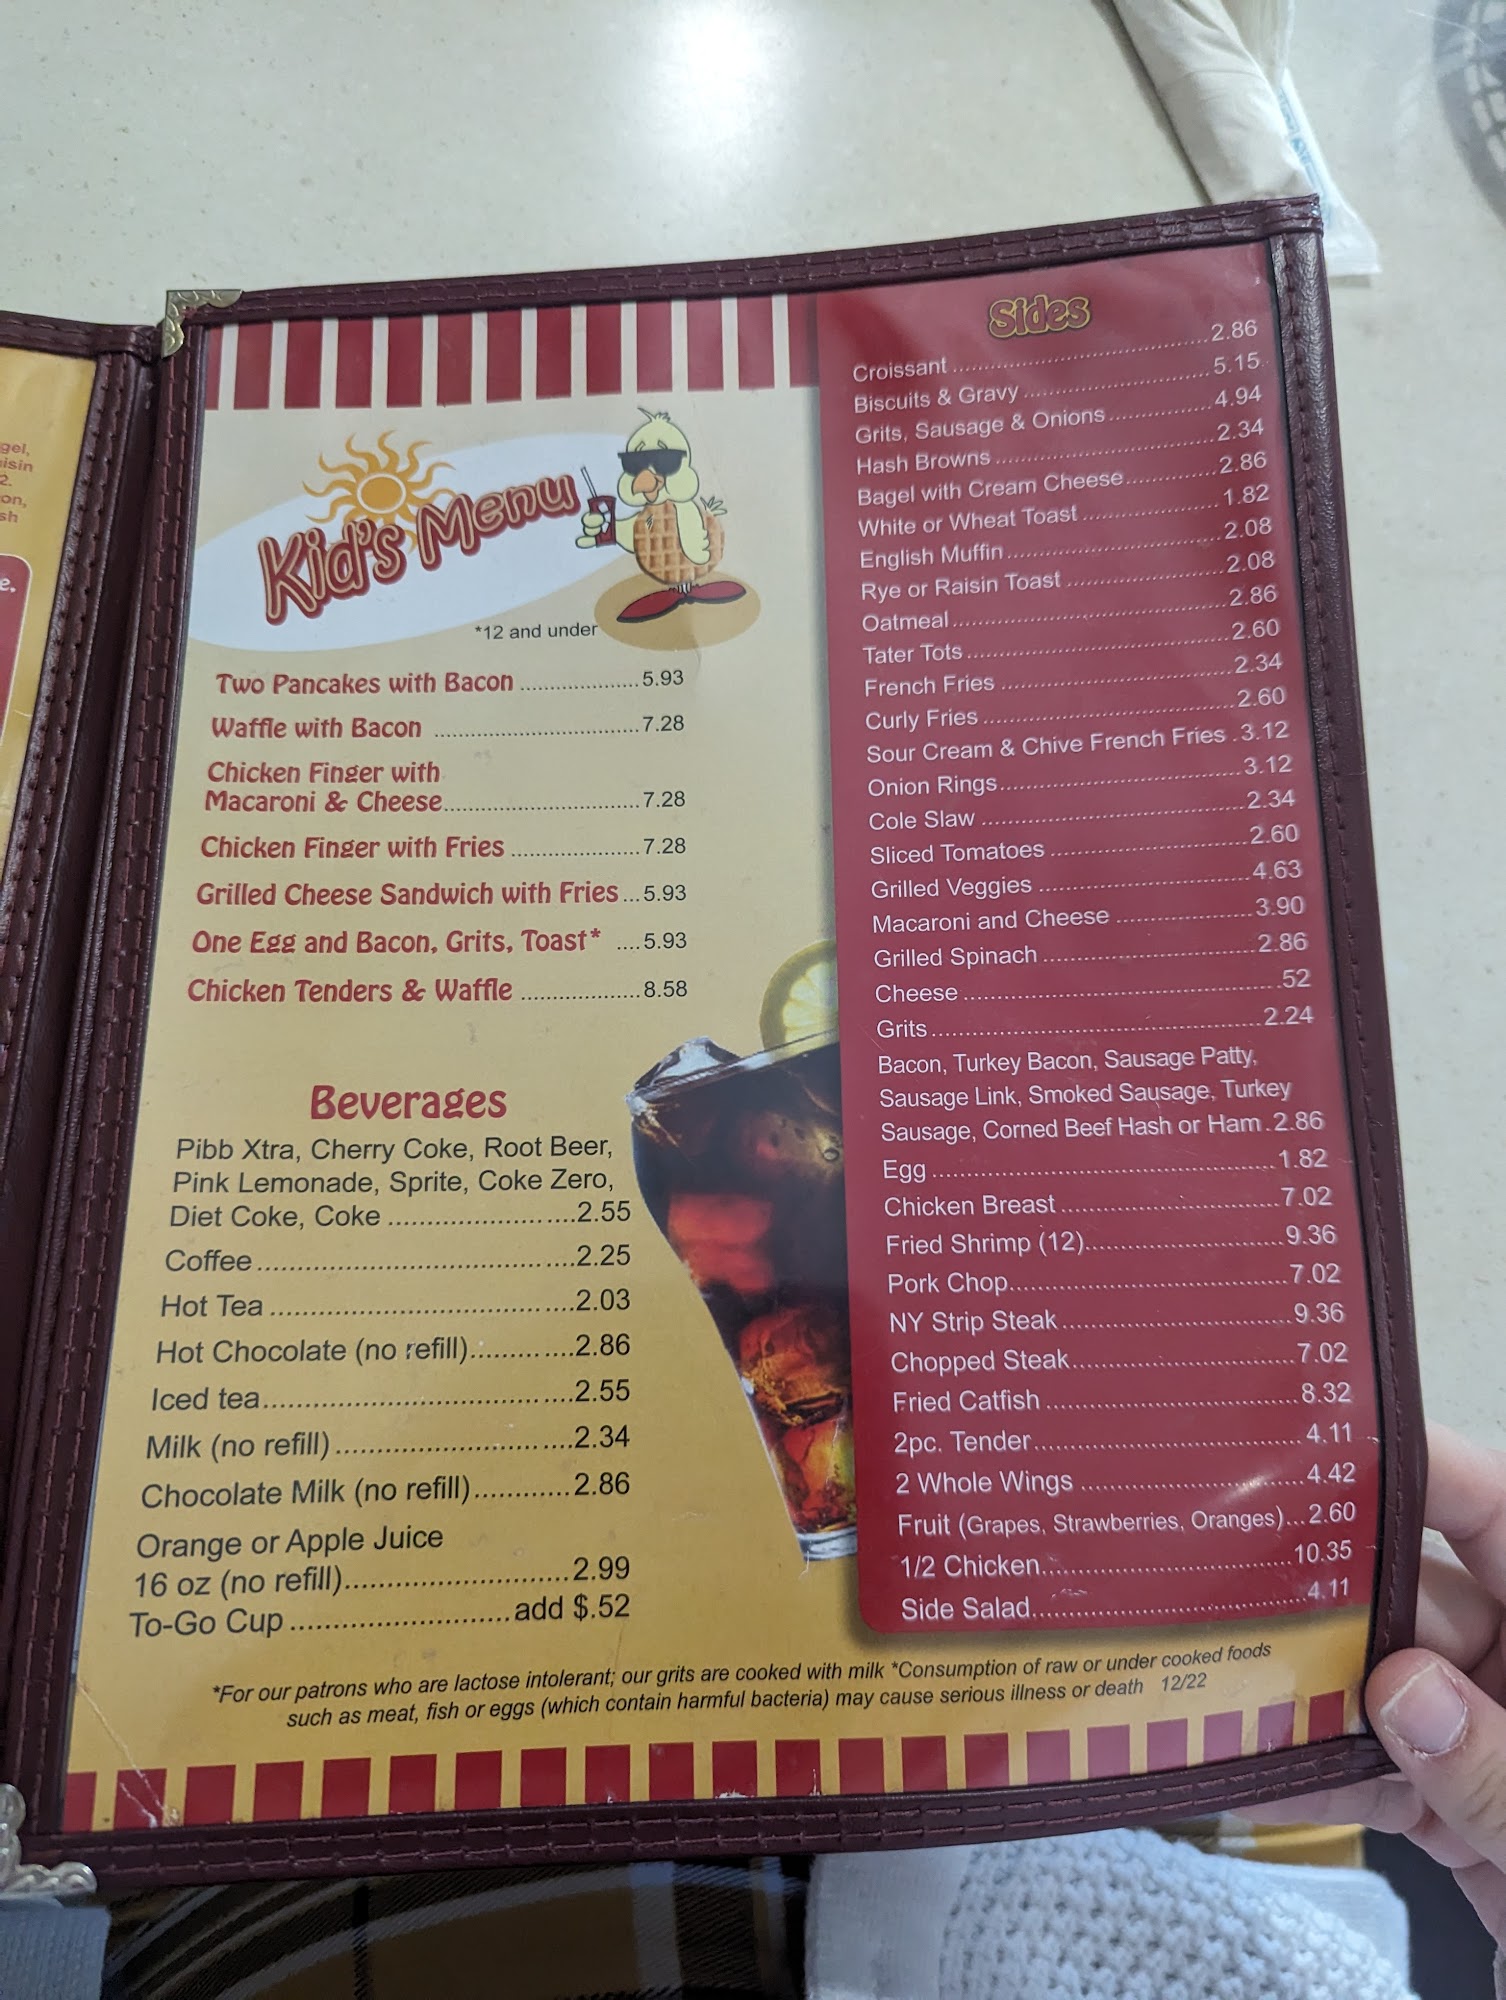 gel,
isin
2.
on,
sh
e.
Kid's Menu
*12 and under
Two Pancakes with Bacon ..................... 5.93
Waffle with Bacon .................................... 7.28
Chicken Finger with
Macaroni & Cheese.................................. 7.28
Chicken Finger with Fries ...................... 7.28
Grilled Cheese Sandwich with Fries ... 5.93
One Egg and Bacon, Grits, Toast* .... 5.93
Chicken Tenders & Waffle ..................... 8.58
Beverages
Pibb Xtra, Cherry Coke, Root Beer,
Pink Lemonade, Sprite, Coke Zero,
Diet Coke, Coke .........................2.55
Coffee..........................................2.25
Hot Tea ........................................2.03
Hot Chocolate (no refill)..............2.86
Iced tea........................................2.55
Milk (no refill)...............................2.34
Chocolate Milk (no refill)............2.86
Orange or Apple Juice
16 oz (no refill)............................2.99
To-Go Cup ........................ add $.52
Sides
Croissant ........................................2.86
Biscuits & Gravy ..............................5.15
Grits, Sausage & Onions ................4.94
Hash Browns ...................................2.34
Bagel with Cream Cheese..............2.86
White or Wheat Toast .....................1.82
English Muffin ..................................2.08
Rye or Raisin Toast .........................2.08
Oatmeal ...........................................2.86
Tater Tots .........................................2.60
French Fries ....................................2.34
Curly Fries .......................................2.60
Sour Cream & Chive French Fries .3.12
Onion Rings.....................................3.12
Cole Slaw ........................................2.34
Sliced Tomatoes ..............................2.60
Grilled Veggies ................................4.63
Macaroni and Cheese .....................3.90
Grilled Spinach ................................2.86
Cheese ................................................52
Grits..................................................2.24
Bacon, Turkey Bacon, Sausage Patty,
Sausage Link, Smoked Sausage, Turkey
Sausage, Corned Beef Hash or Ham.2.86
Egg ...................................................1.82
Chicken Breast .................................7.02
Fried Shrimp (12)..............................9.36
Pork Chop.........................................7.02
NY Strip Steak ..................................9.36
Chopped Steak.................................7.02
Fried Catfish .....................................8.32
2pc. Tender.......................................4.11
2 Whole Wings .................................4.42
Fruit (Grapes, Strawberries, Oranges)...2.60
1/2 Chicken.....................................10.35
Side Salad........................................4.11
*For our patrons who are lactose intolerant; our grits are cooked with milk *Consumption of raw or under cooked foods
such as meat, fish or eggs (which contain harmful bacteria) may cause serious illness or death 12/22